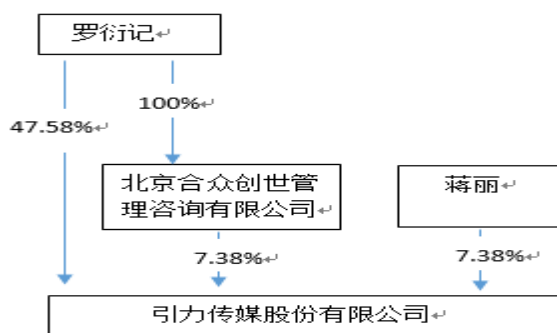 罗衍记
100%
47.58%
北京合众创世管
理咨询有限公司
蒋丽
7.38%
7.38%
引力传媒股份有限公司